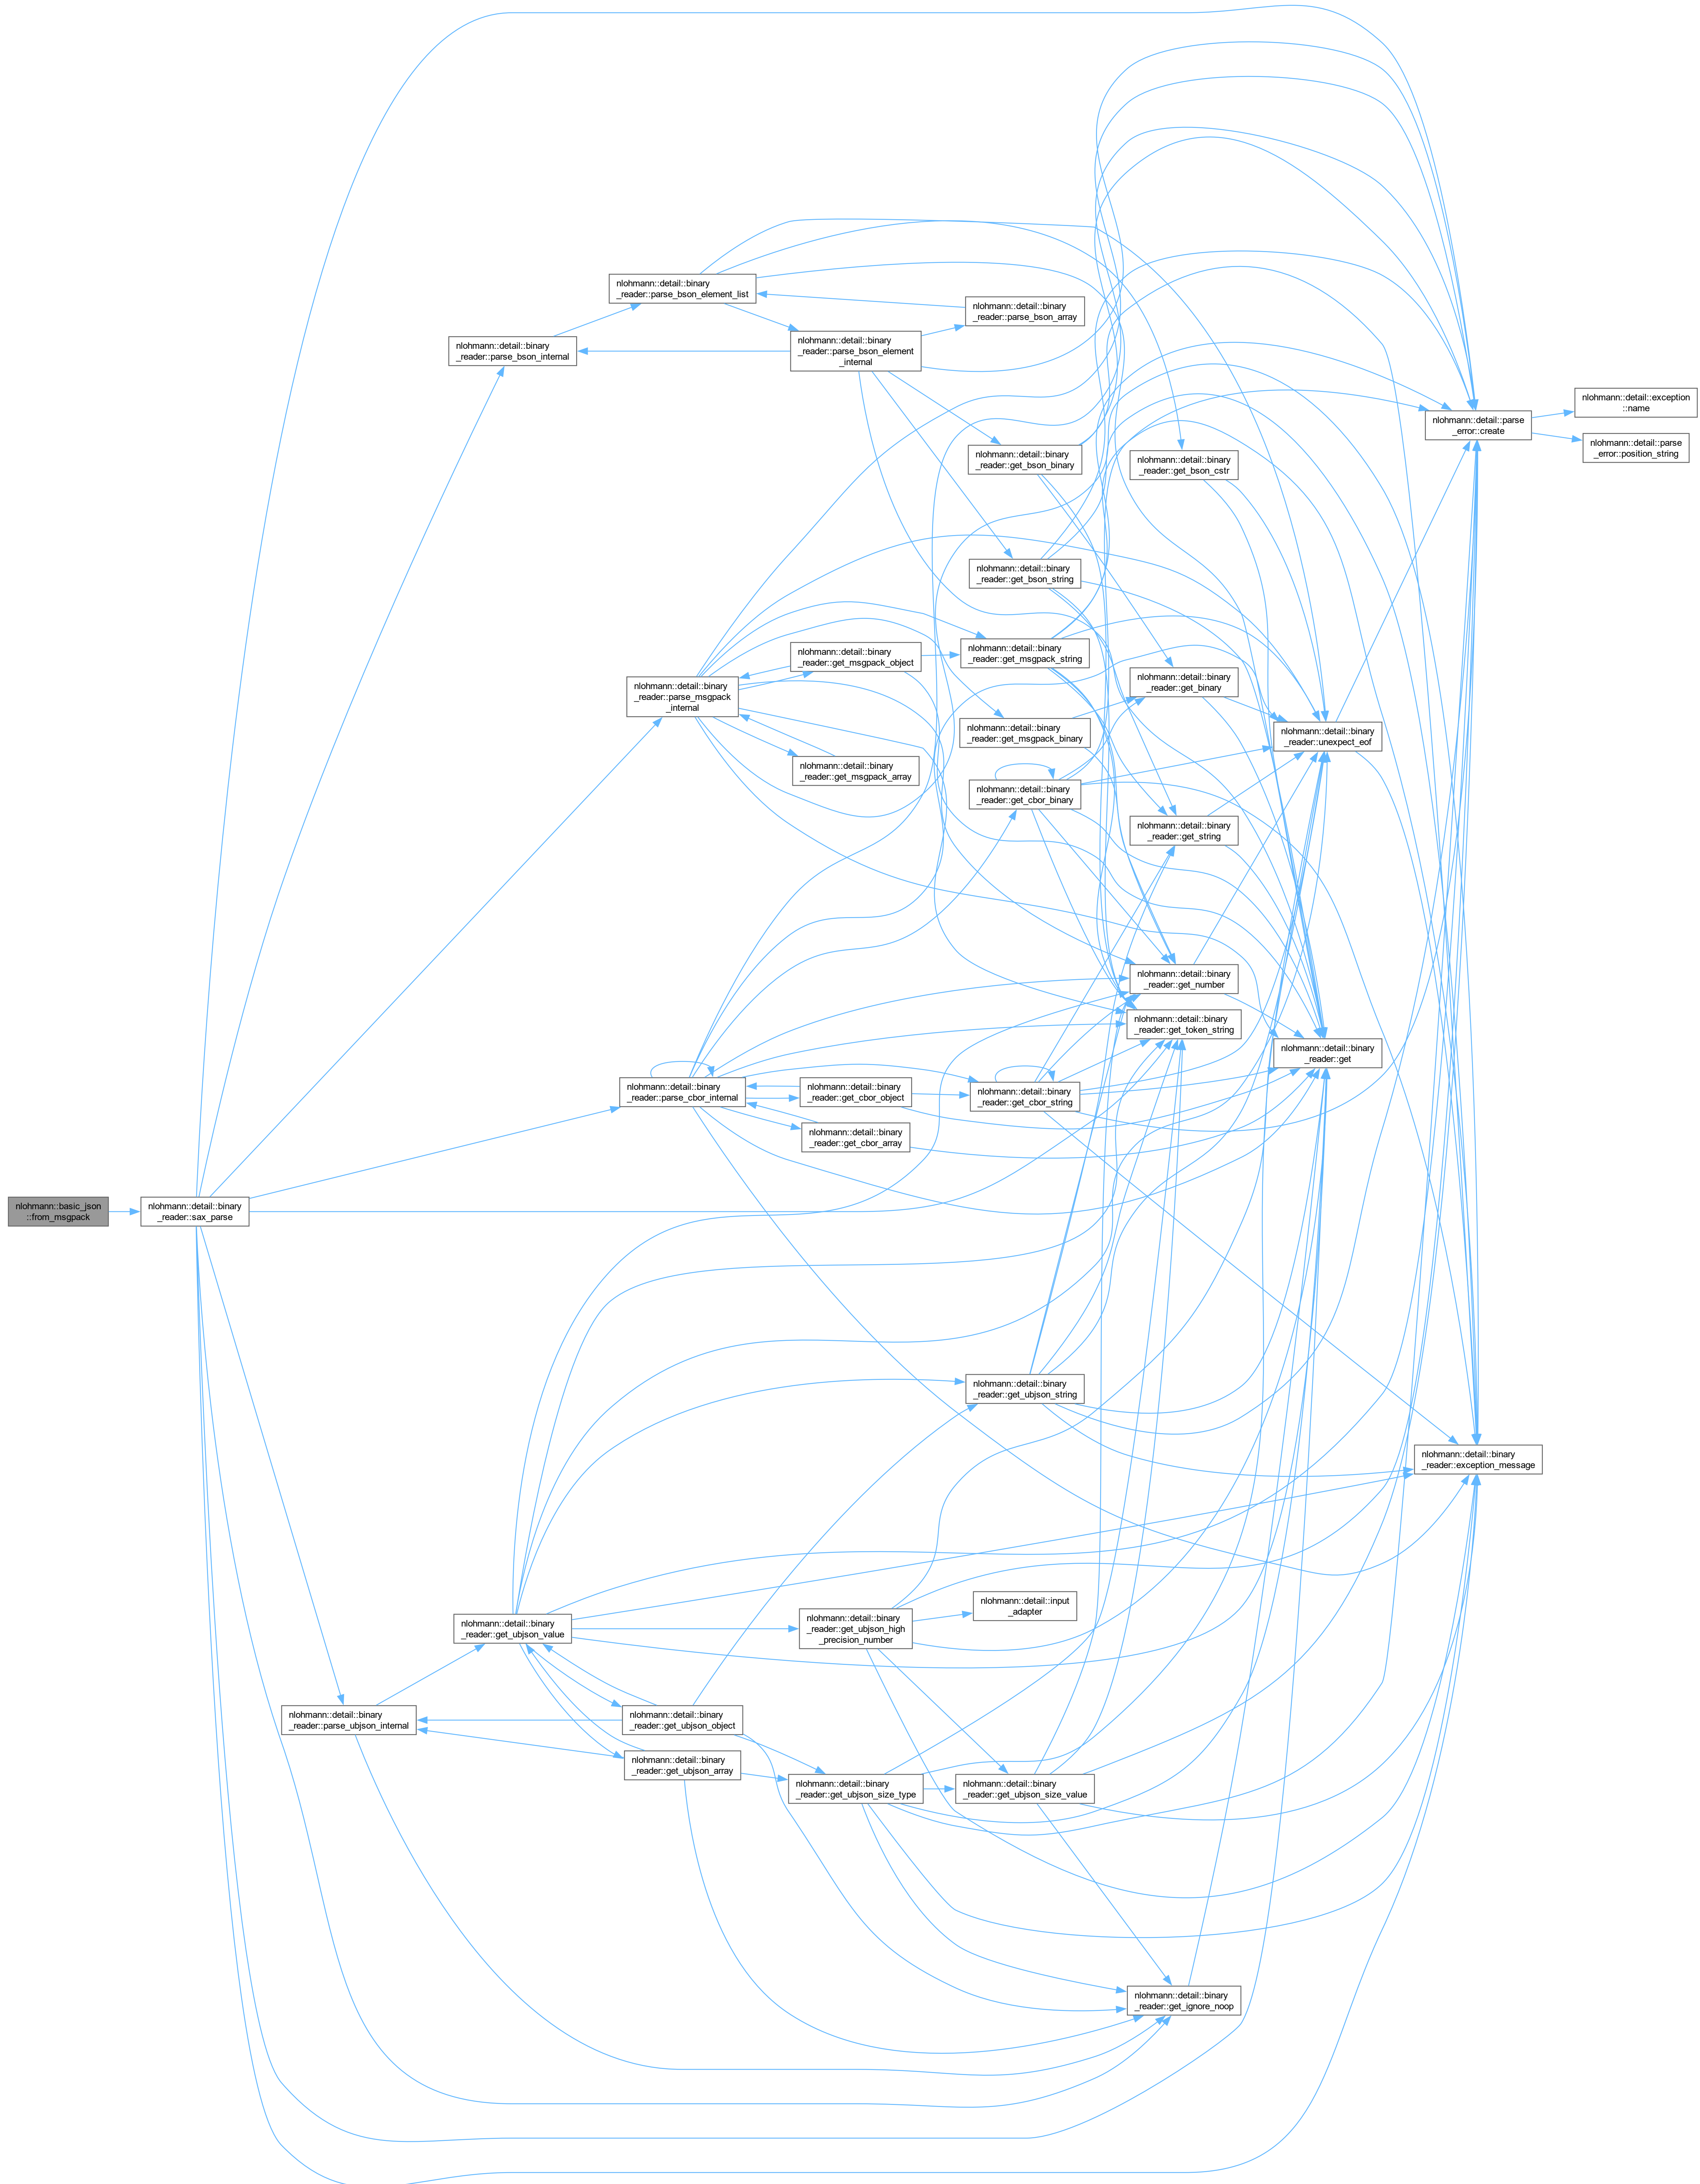 nlohmann::detail::binary
_reader::parse_bson_element_list
nlohmann::detail::binary
_reader::parse_bson_array
nlohmann::detail::binary
_reader::parse_bson_internal
nlohmann::detail::binary
_reader::parse_bson_element
_internal
nlohmann::detail::exception
::name
nlohmann::detail::parse
_error::create
nlohmann::detail::parse
_error::position_string
nlohmann::detail::binary
_reader::get_bson_binary
nlohmann::detail::binary
_reader::get_bson_cstr
nlohmann::detail::binary
_reader::get_bson_string
nlohmann::detail::binary
_reader::get_msgpack_object
nlohmann::detail::binary
_reader::get_msgpack_string
nlohmann::detail::binary
_reader::get_binary
nlohmann::detail::binary
_reader::parse_msgpack
_internal
nlohmann::detail::binary
_reader::get_msgpack_binary
nlohmann::detail::binary
_reader::unexpect_eof
nlohmann::detail::binary
_reader::get_msgpack_array
nlohmann::detail::binary
_reader::get_cbor_binary
nlohmann::detail::binary
_reader::get_string
nlohmann::detail::binary
_reader::get_number
nlohmann::detail::binary
_reader::get_token_string
nlohmann::detail::binary
_reader::get
nlohmann::detail::binary
_reader::parse_cbor_internal
nlohmann::detail::binary
_reader::get_cbor_object
nlohmann::detail::binary
_reader::get_cbor_string
nlohmann::detail::binary
_reader::get_cbor_array
nlohmann::basic_json
::from_msgpack
nlohmann::detail::binary
_reader::sax_parse
nlohmann::detail::binary
_reader::get_ubjson_string
nlohmann::detail::binary
_reader::exception_message
nlohmann::detail::input
_adapter
nlohmann::detail::binary
_reader::get_ubjson_value
nlohmann::detail::binary
_reader::get_ubjson_high
_precision_number
nlohmann::detail::binary
_reader::parse_ubjson_internal
nlohmann::detail::binary
_reader::get_ubjson_object
nlohmann::detail::binary
_reader::get_ubjson_array
nlohmann::detail::binary
_reader::get_ubjson_size_type
nlohmann::detail::binary
_reader::get_ubjson_size_value
nlohmann::detail::binary
_reader::get_ignore_noop